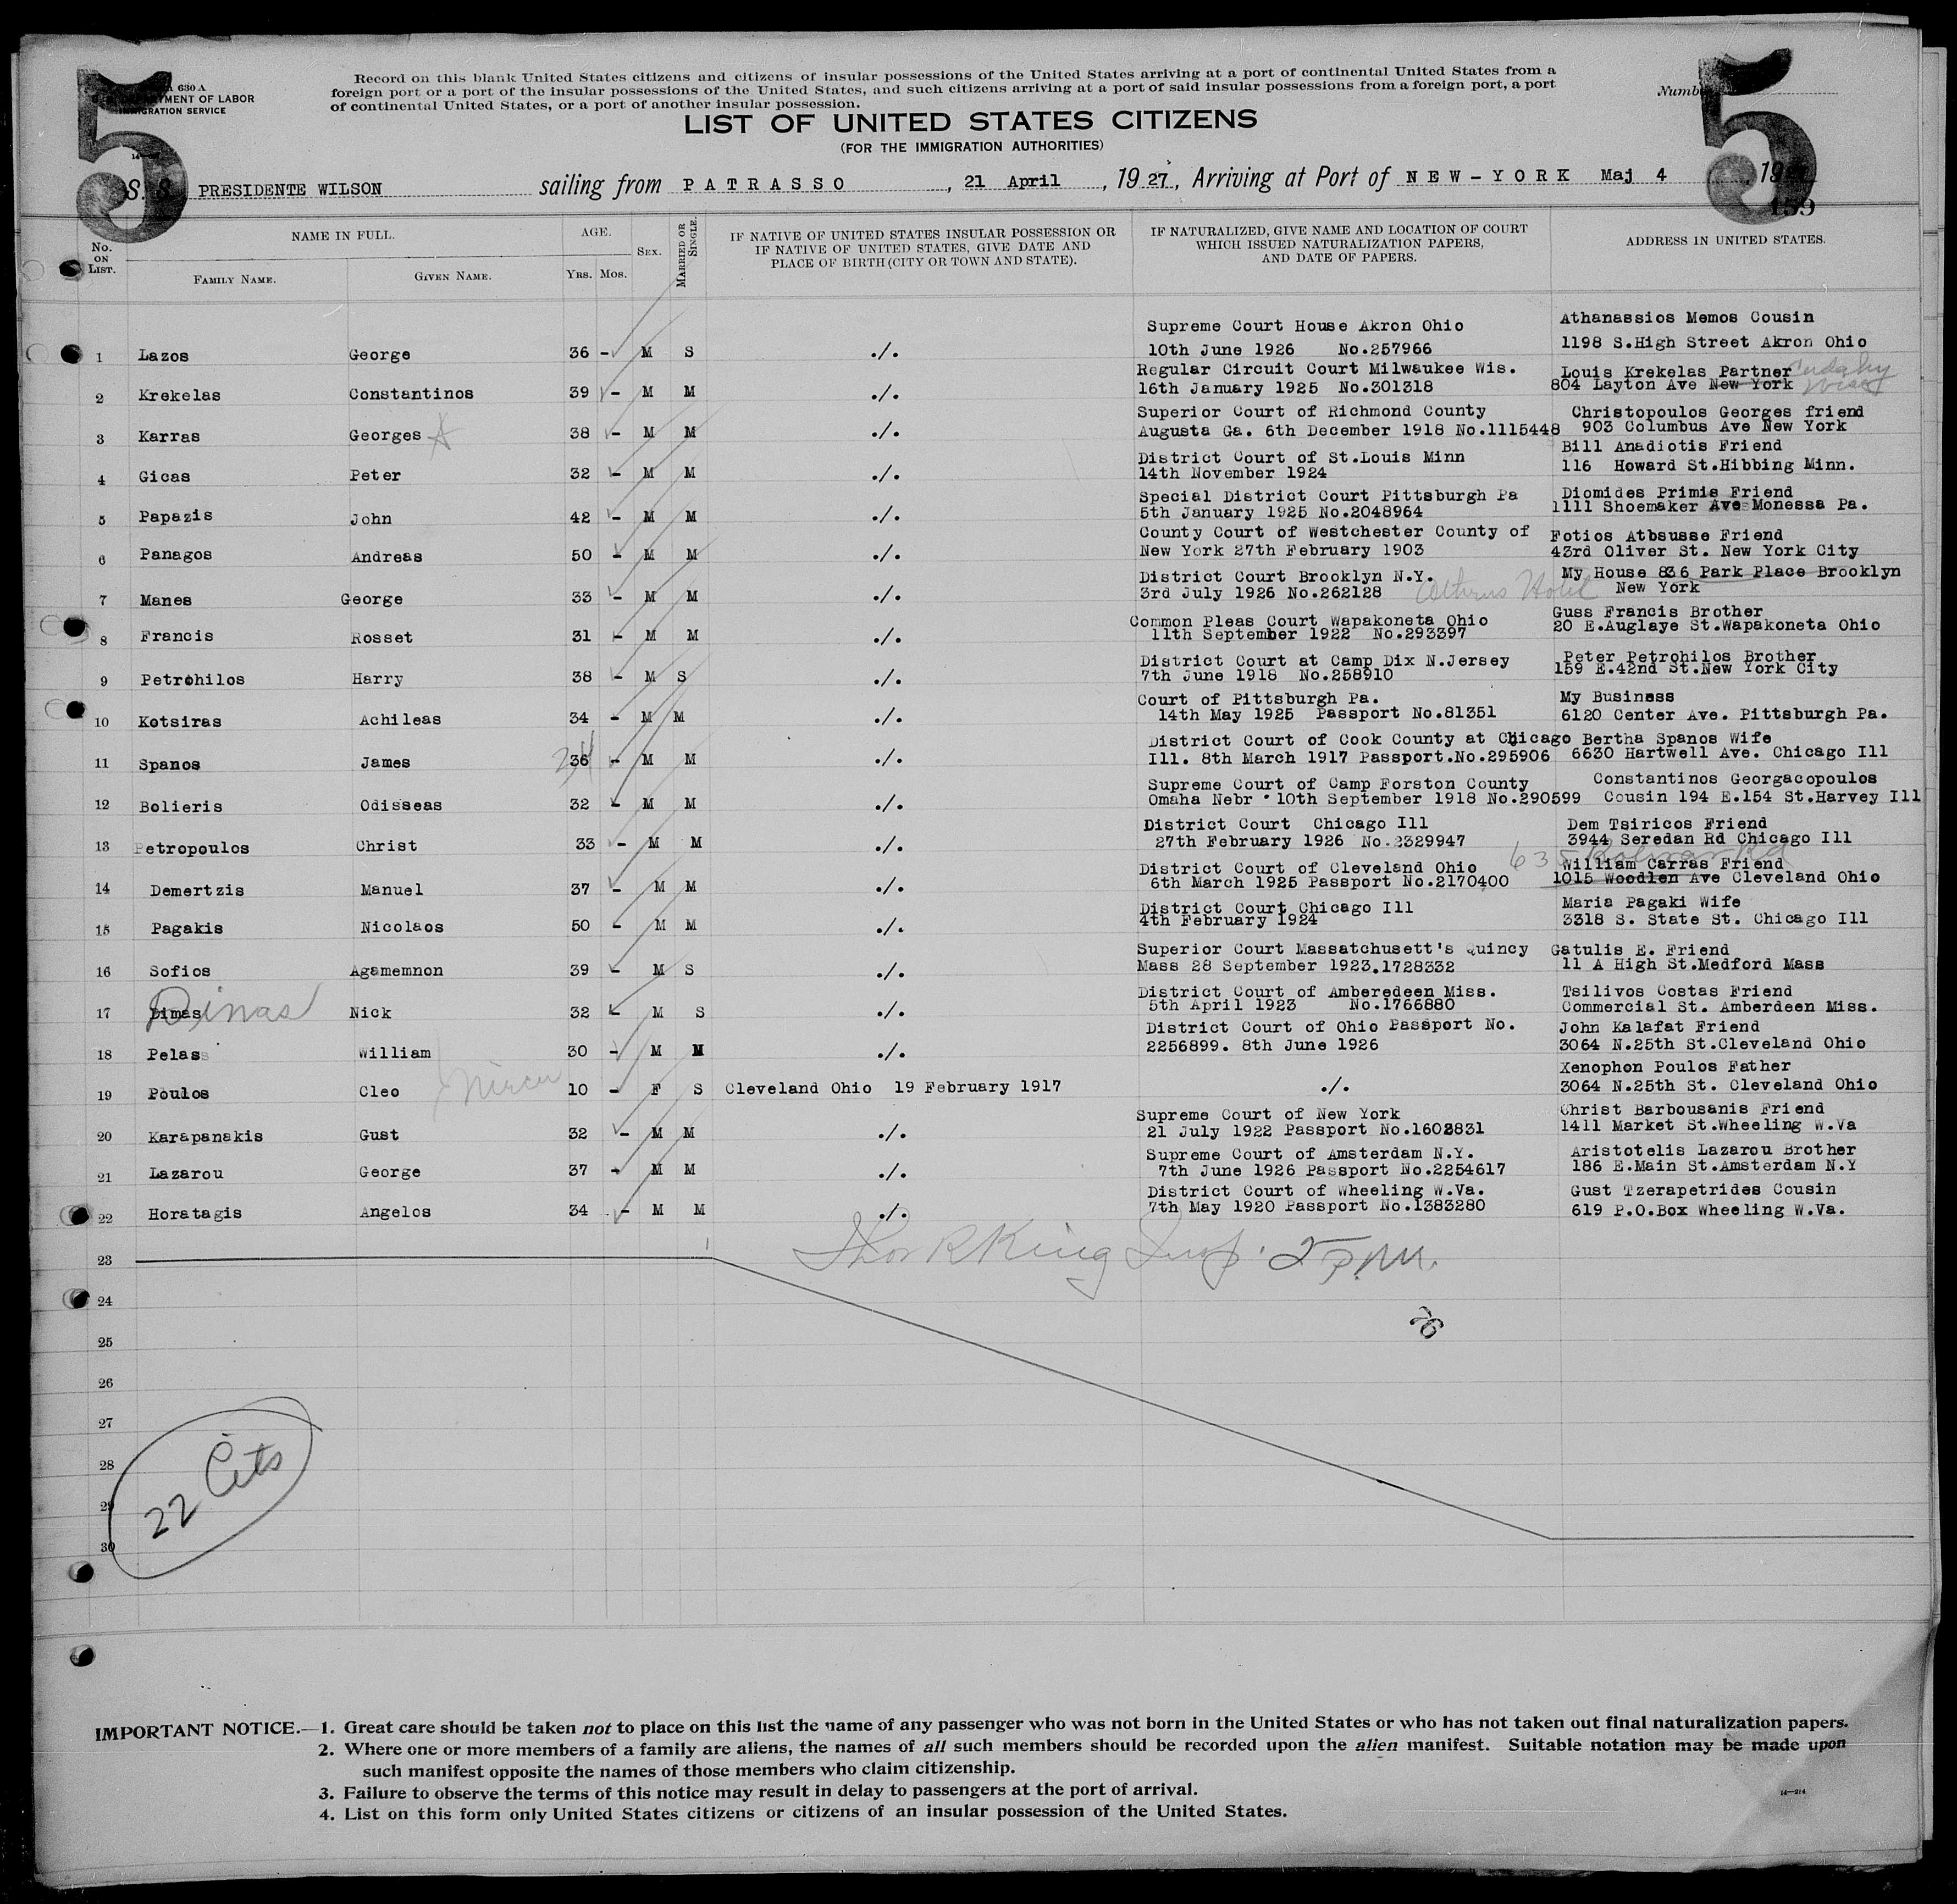 5
630 A
DEPARTMENT OF LABOR
IMMIGRATION SERVICE
Record on this blank United States citizens and citizens of insular possessions of the United States arriving at a port of continental United States from a
foreign port or a port of the insular possessions of the United States, and such citizens arriving at a port of said insular possessions from a foreign port, a port
of continental United States, or a port of another insular possession.
5
LIST OF UNITED STATES CITIZENS
(FOR THE IMMIGRATION AUTHORITIES)
S. S. PRESIDENTE WILSON sailing from PATRASSO, 21 April, 1927, Arriving at Port of NEW-YORK Maj 4
159
No. ON LIST.
NAME IN FULL.
FAMILY NAME. GIVEN NAME.
AGE.
YRS. MOS.
SEX.
MARRIED OR SINGLE.
IF NATIVE OF UNITED STATES INSULAR POSSESSION OR
IF NATIVE OF UNITED STATES, GIVE DATE AND
PLACE OF BIRTH (CITY OR TOWN AND STATE).
IF NATURALIZED, GIVE NAME AND LOCATION OF COURT
WHICH ISSUED NATURALIZATION PAPERS,
AND DATE OF PAPERS.
ADDRESS IN UNITED STATES.
Supreme Court House Akron Ohio Athanassios Memos Cousin
1 Lazos George 36 - M S ./. 10th June 1926 No.257966 1198 S.High Street Akron Ohio
Regular Circuit Court Milwaukee Wis. Louis Krekelas Partner Cudahy
2 Krekelas Constantinos 39 - M M ./. 16th January 1925 No.301318 804 Layton Ave New York
Superior Court of Richmond County Christopoulos Georges friend
3 Karras Georges 38 - M M ./. Augusta Ga. 6th December 1918 No.1115448 903 Columbus Ave New York
District Court of St.Louis Minn Bill Anadiotis Friend
4 Gicas Peter 32 - M M ./. 14th November 1924 116 Howard St.Hibbing Minn.
Special District Court Pittsburgh Pa Diomides Primis Friend
5 Papazis John 42 - M M ./. 5th January 1925 No.2048964 1111 Shoemaker Ave Monessa Pa.
County Court of Westchester County of Fotios Atbsusse Friend
6 Panagos Andreas 50 - M M ./. New York 27th February 1903 43rd Oliver St. New York City
District Court Brooklyn N.Y. My House 836 Park Place Brooklyn
7 Manes George 33 - M M ./. 3rd July 1926 No.262128 New York
Common Pleas Court Wapakoneta Ohio Guss Francis Brother
8 Francis Rosset 31 - M M ./. 11th September 1922 No.293397 20 E.Auglaye St.Wapakoneta Ohio
District Court at Camp Dix N.Jersey Peter Petrohilos Brother
9 Petrohilos Harry 38 - M S ./. 7th June 1918 No.258910 159 E.42nd St.New York City
Court of Pittsburgh Pa. My Business
10 Kotsiras Achileas 34 - M M ./. 14th May 1925 Passport No.81351 6120 Center Ave. Pittsburgh Pa.
District Court of Cook County at Chicago Bertha Spanos Wife
11 Spanos James 34 36 - M M ./. Ill. 8th March 1917 Passport.No.295906 6630 Hartwell Ave. Chicago Ill
Supreme Court of Camp Forston County Constantinos Georgacopoulos
12 Bolieris Odisseas 32 - M M ./. Omaha Nebr. 10th September 1918 No.290599 Cousin 194 E.154 St.Harvey Ill
District Court Chicago Ill Dem Tsiricos Friend
13 Petropoulos Christ 33 - M M ./. 27th February 1926 No.2329947 3944 Seredan Rd Chicago Ill
District Court of Cleveland Ohio William Carras Friend
14 Demertzis Manuel 37 - M M ./. 6th March 1925 Passport No.2170400 1015 Woodlen Ave Cleveland Ohio
District Court Chicago Ill Maria Pagaki Wife
15 Pagakis Nicolaos 50 - M M ./. 4th February 1924 3318 S. State St. Chicago Ill
Superior Court Massatchusett's Quincy Gatulis E. Friend
16 Sofios Agamemnon 39 - M S ./. Mass 28 September 1923.1728332 11 A High St.Medford Mass
District Court of Amberedeen Miss. Tsilivos Costas Friend
17 Dimas Dinas Nick 32 - M S ./. 5th April 1923 No.1766880 Commercial St. Amberdeen Miss.
District Court of Ohio Passport No. John Kalafat Friend
18 Pelas William 30 - M M ./. 2256899. 8th June 1926 3064 N.25th St.Cleveland Ohio
Xenophon Poulos Father
19 Poulos Cleo 10 - F S Cleveland Ohio 19 February 1917 ./. 3064 N.25th St. Cleveland Ohio
Supreme Court of New York Christ Barbousanis Friend
20 Karapanakis Gust 32 - M M ./. 21 July 1922 Passport No.1602831 1411 Market St.Wheeling W.Va
Supreme Court of Amsterdam N.Y. Aristotelis Lazarou Brother
21 Lazarou George 37 - M M ./. 7th June 1926 Passport No.2254617 186 E.Main St.Amsterdam N.Y
District Court of Wheeling W.Va. Gust Tzerapetrides Cousin
22 Horatagis Angelos 34 - M M ./. 7th May 1920 Passport No.1383280 619 P.O.Box Wheeling W.Va.
23 Thos R King Insp. 2 P.M.
24
76
25
26
27
28
29
30
22 Cits
IMPORTANT NOTICE.—1. Great care should be taken not to place on this list the name of any passenger who was not born in the United States or who has not taken out final naturalization papers.
2. Where one or more members of a family are aliens, the names of all such members should be recorded upon the alien manifest. Suitable notation may be made upon
such manifest opposite the names of those members who claim citizenship.
3. Failure to observe the terms of this notice may result in delay to passengers at the port of arrival.
4. List on this form only United States citizens or citizens of an insular possession of the United States.
14—214